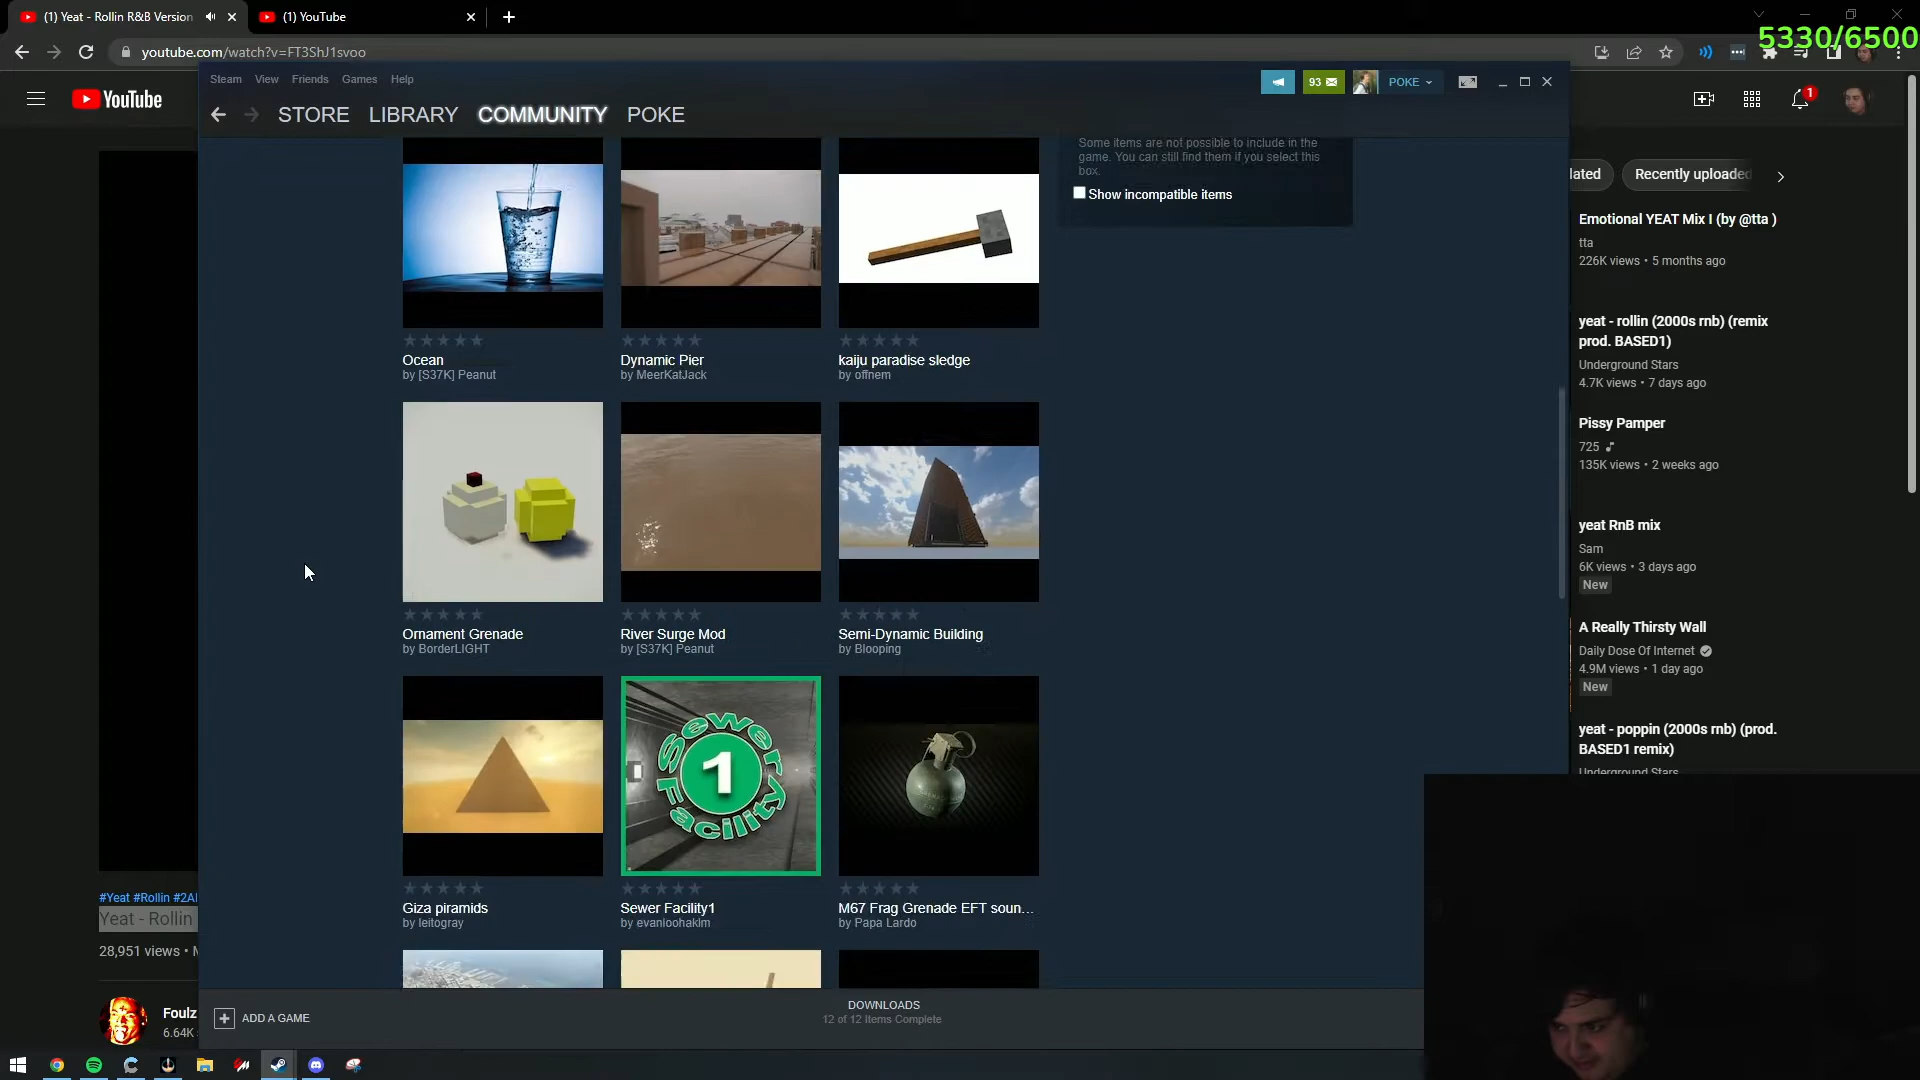 (1) Yeat - Rollin R&B Version
(1) YouTube
5330/6500
youtube.com/watch?v=FT3ShJ1svoo
Steam View Friends Games Help
93
POKE
YouTube
1
STORE LIBRARY COMMUNITY POKE
Some items are not possible to include in the
game. You can still find them if you select this
box.
Show incompatible items
lated
Recently uploaded
Ocean
by [S37K] Peanut
Dynamic Pier
by MeerKatJack
kaiju paradise sledge
by offnem
Ornament Grenade
by BorderLIGHT
River Surge Mod
by [S37K] Peanut
Semi-Dynamic Building
by Blooping
Sewer
1
Facility
Giza piramids
by leitogray
Sewer Facility1
by evanioohakim
M67 Frag Grenade EFT soun...
by Papa Lardo
Emotional YEAT Mix I (by @tta )
tta
226K views • 5 months ago
yeat - rollin (2000s rnb) (remix
prod. BASED1)
Underground Stars
4.7K views • 7 days ago
Pissy Pamper
725
135K views • 2 weeks ago
yeat RnB mix
Sam
6K views • 3 days ago
New
A Really Thirsty Wall
Daily Dose Of Internet
4.9M views • 1 day ago
New
yeat - poppin (2000s rnb) (prod.
BASED1 remix)
Underground Stars
#Yeat #Rollin #2Al
Yeat - Rollin
28,951 views •
Foulz
6.64K
ADD A GAME
DOWNLOADS
12 of 12 Items Complete